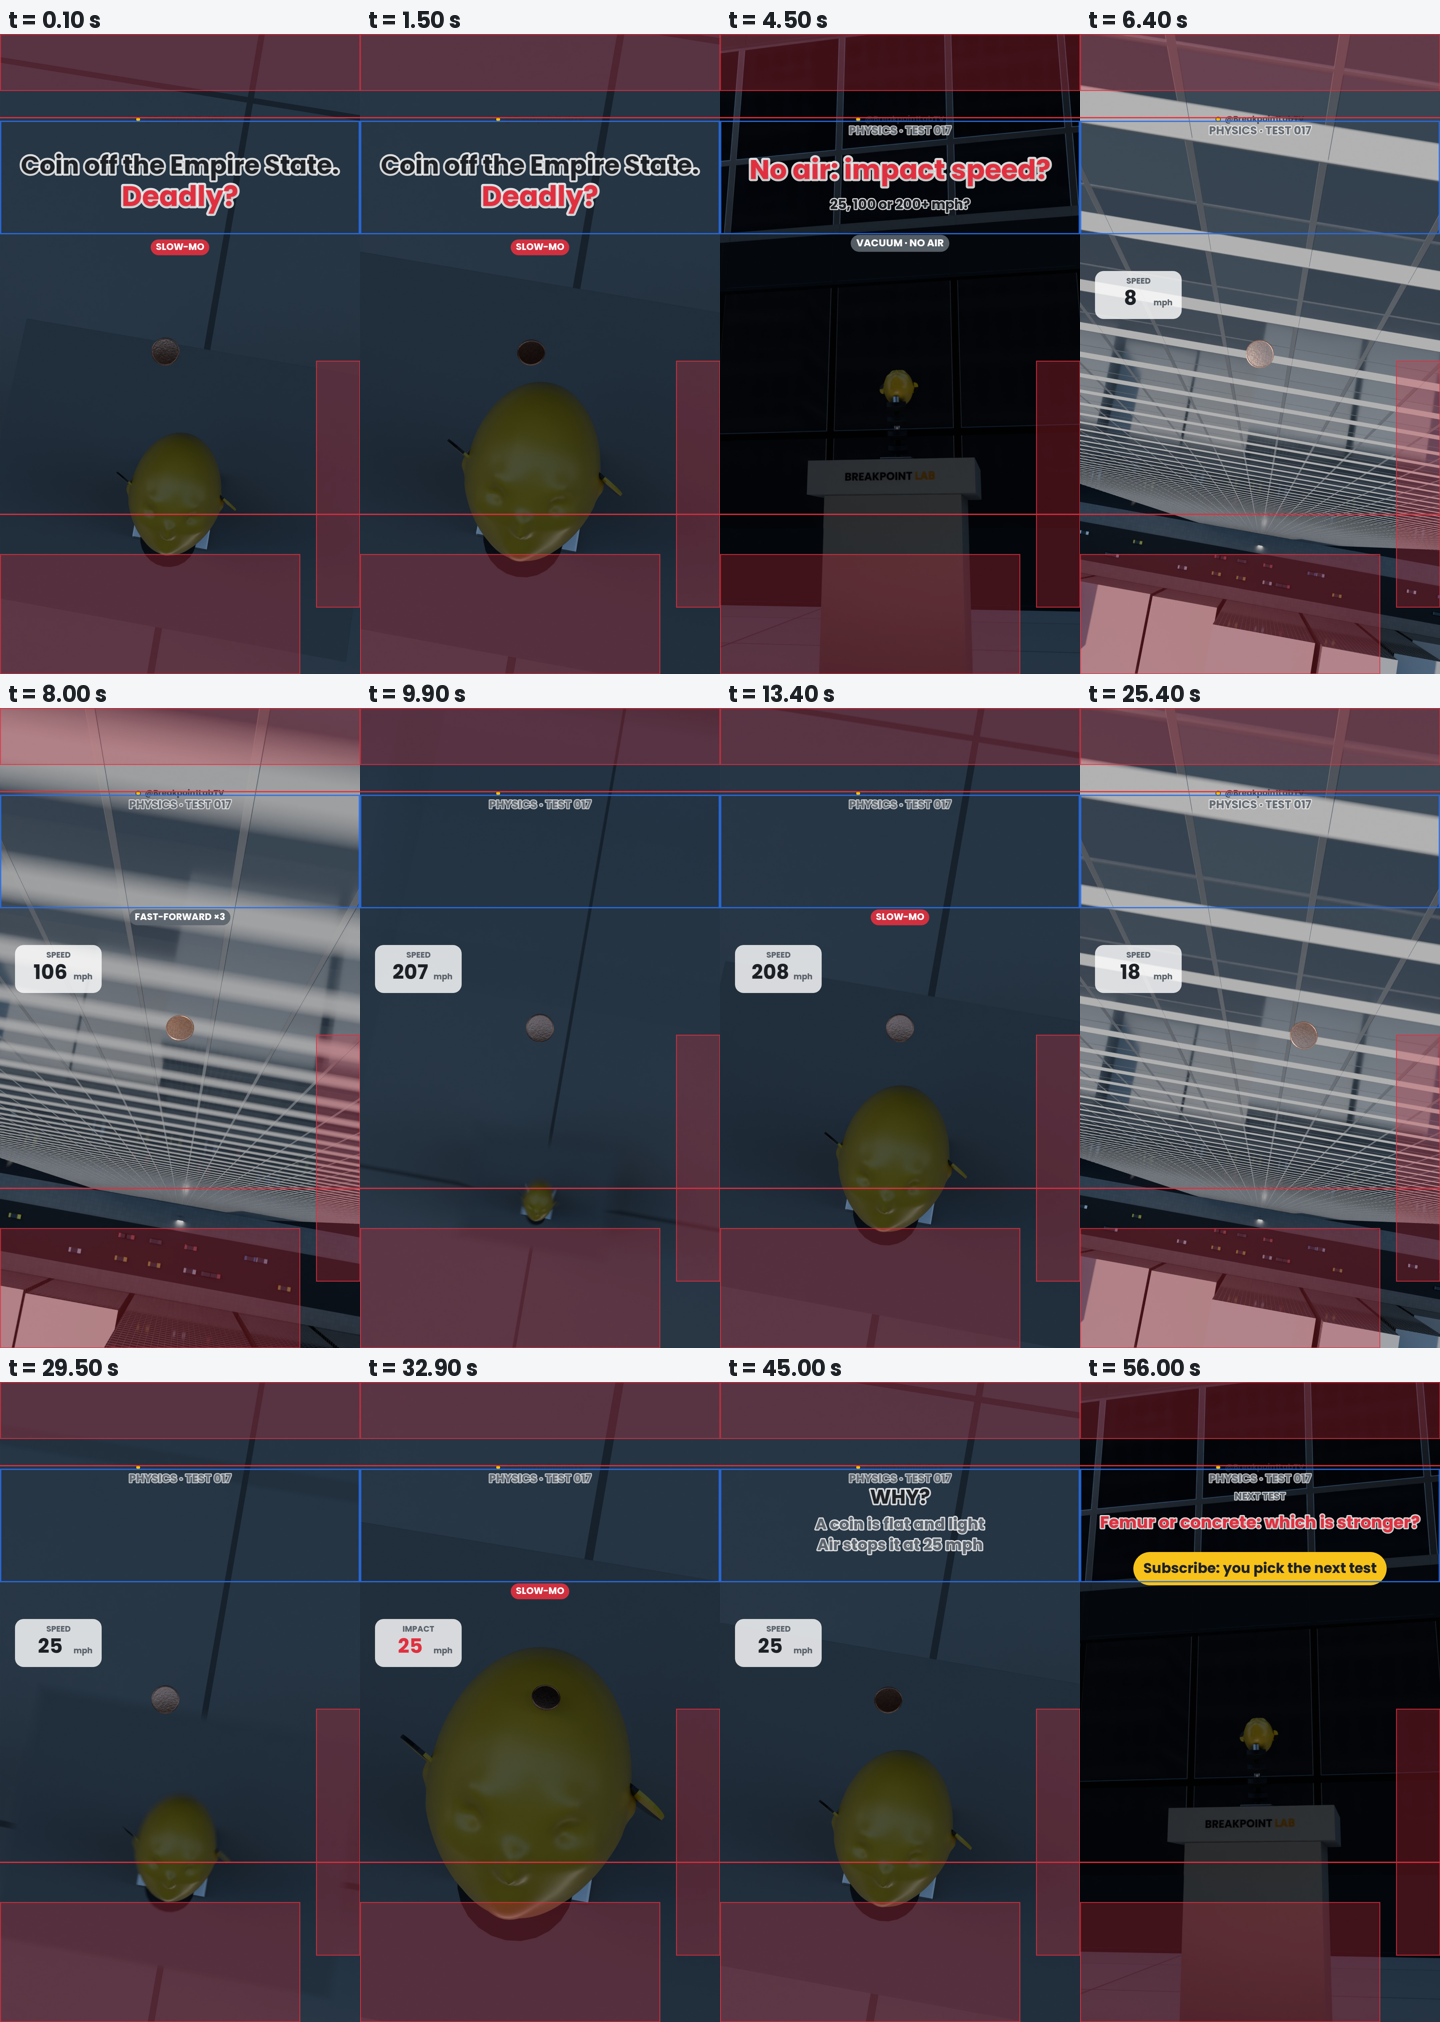 t = 0.10 s
Coin off the Empire State.
Deadly?
SLOW-MO
t = 1.50 s
Coin off the Empire State.
Deadly?
SLOW-MO
t = 4.50 s
@BreakpointLabTV
PHYSICS · TEST 017
No air: impact speed?
25, 100 or 200+ mph?
VACUUM · NO AIR
BREAKPOINT LAB
t = 6.40 s
@BreakpointLabTV
PHYSICS · TEST 017
SPEED
8 mph
t = 8.00 s
@BreakpointLabTV
PHYSICS · TEST 017
FAST-FORWARD ×3
SPEED
106 mph
t = 9.90 s
PHYSICS · TEST 017
SPEED
207 mph
t = 13.40 s
PHYSICS · TEST 017
SLOW-MO
SPEED
208 mph
t = 25.40 s
@BreakpointLabTV
PHYSICS · TEST 017
SPEED
18 mph
t = 29.50 s
PHYSICS · TEST 017
SPEED
25 mph
t = 32.90 s
PHYSICS · TEST 017
SLOW-MO
IMPACT
25 mph
t = 45.00 s
PHYSICS · TEST 017
WHY?
A coin is flat and light
Air stops it at 25 mph
SPEED
25 mph
t = 56.00 s
@BreakpointLabTV
PHYSICS · TEST 017
NEXT TEST
Femur or concrete: which is stronger?
Subscribe: you pick the next test
BREAKPOINT LAB